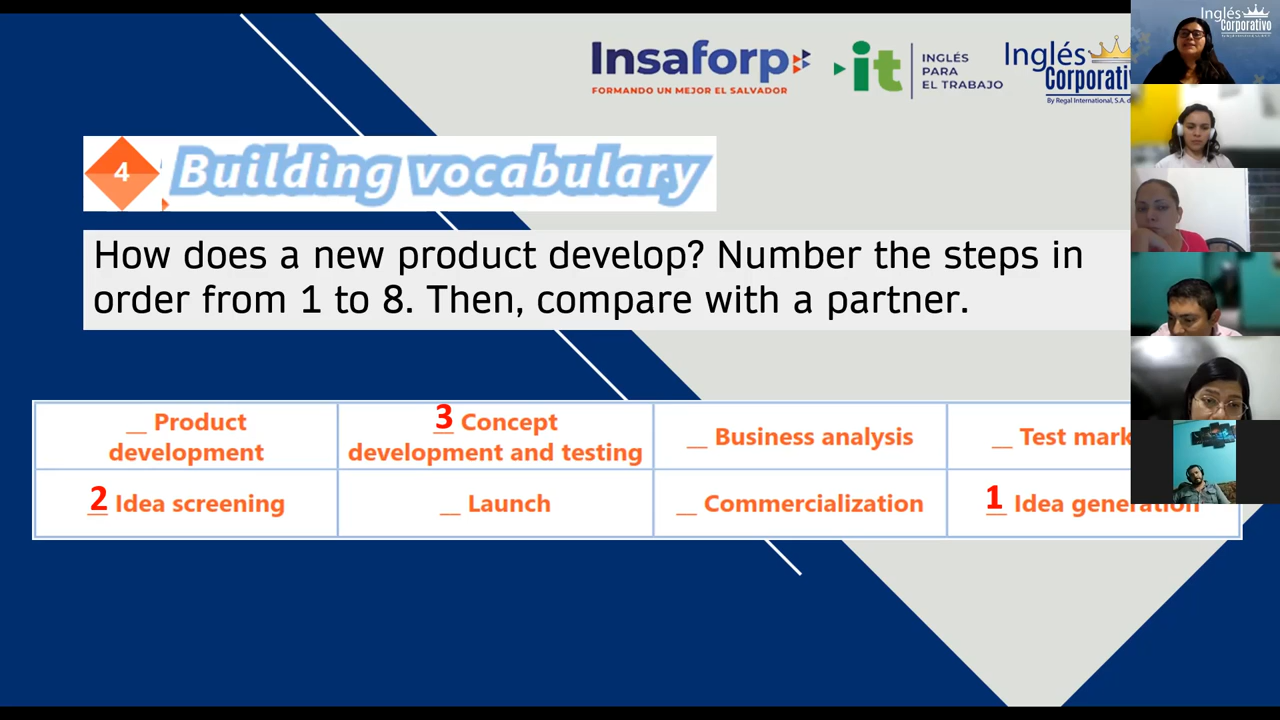 Insaforp
FORMANDO UN MEJOR EL SALVADOR
it
INGLÉS
PARA
EL TRABAJO
Inglés
Corporativ
By Regal International, S.A. d
Inglés
Corporativo
4
Building vocabulary
How does a new product develop? Number the steps in
order from 1 to 8. Then, compare with a partner.
__ Product
development
3 Concept
development and testing
__ Business analysis
__ Test mark
2 Idea screening
__ Launch
__ Commercialization
1 Idea generation